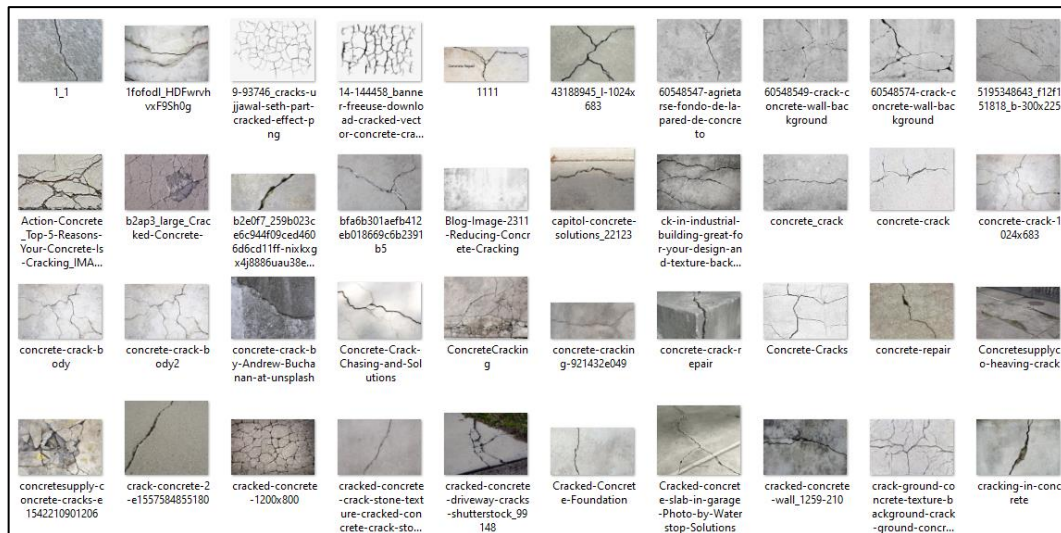 1_1
1fofodl_HDFwrvh
vxF9Sh0g
9-93746_cracks-u
jjawal-seth-part-
cracked-effect-p
ng
14-144458_banne
r-freeuse-downlo
ad-cracked-vect
or-concrete-cra...
1111
43188945_l-1024x
683
60548547-agrieta
rse-fondo-de-la-
pared-de-concre
to
60548549-crack-c
oncrete-wall-bac
kground
60548574-crack-c
oncrete-wall-bac
kground
5195348643_f12f1
51818_b-300x225
Action-Concrete
_Top-5-Reasons-
Your-Concrete-Is
-Cracking_IMA...
b2ap3_large_Crac
ked-Concrete-
b2e0f7_259b023c
e6c944f09ced460
6d6cd11ff-nixkxg
x4j8886uau38e...
bfa6b301aefb412
eb018669c6b2391
b5
Blog-Image-2311
-Reducing-Concr
ete-Cracking
capitol-concrete-
solutions_22123
ck-in-industrial-
building-great-fo
r-your-design-an
d-texture-back...
concrete_crack
concrete-crack
concrete-crack-1
024x683
concrete-crack-b
ody
concrete-crack-b
ody2
concrete-crack-b
y-Andrew-Bucha
nan-at-unsplash
Concrete-Crack-
Chasing-and-Sol
utions
ConcreteCrackin
g
concrete-crackin
g-921432e049
concrete-crack-r
epair
Concrete-Cracks
concrete-repair
Concretesupplyc
o-heaving-crack
concretesupply-c
oncrete-cracks-e
1542210901206
crack-concrete-2
-e1557584855180
cracked-concrete
-1200x800
cracked-concrete
-crack-stone-text
ure-cracked-con
crete-crack-sto...
cracked-concrete
-driveway-cracks
-shutterstock_99
148
Cracked-Concret
e-Foundation
Cracked-Concret
e-slab-in-garage
-Photo-by-Water
stop-Solutions
cracked-concrete
-wall_1259-210
crack-ground-co
ncrete-texture-b
ackground-crack
-ground-concr...
cracking-in-conc
rete